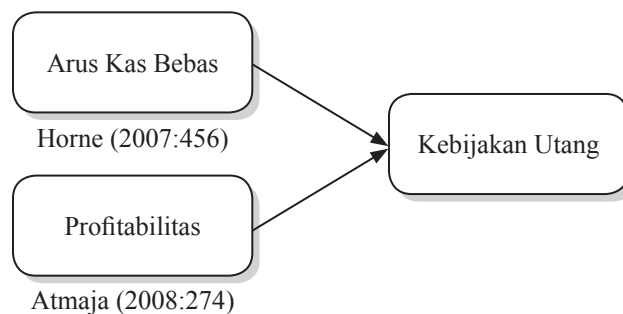 Arus Kas Bebas
Horne (2007:456)
Kebijakan Utang
Profitabilitas
Atmaja (2008:274)